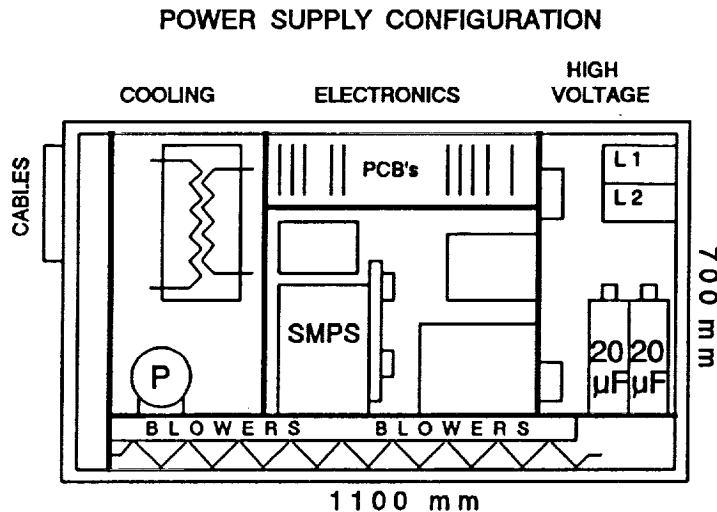 POWER SUPPLY CONFIGURATION
COOLING
ELECTRONICS
HIGH
VOLTAGE
CABLES
PCB's
L1
L2
700 mm
SMPS
P
20 20
µF µF
BLOWERS BLOWERS
1100 mm